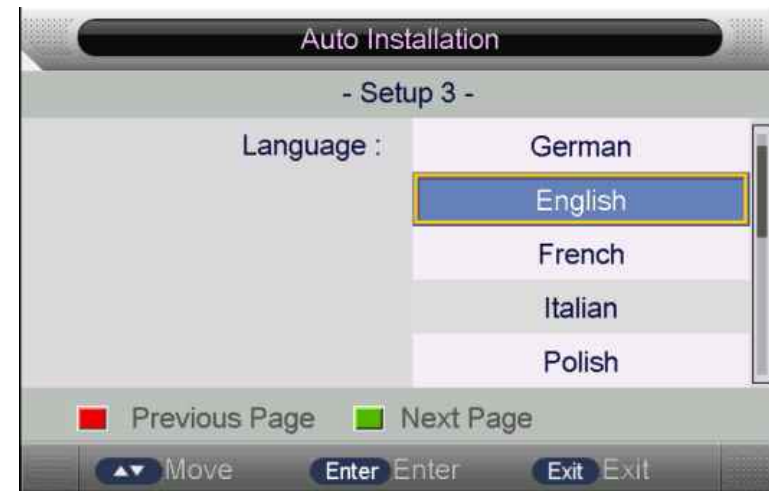 Auto Installation
- Setup 3 -
Language : German
English
French
Italian
Polish
Previous Page Next Page
Move Enter Enter Exit Exit